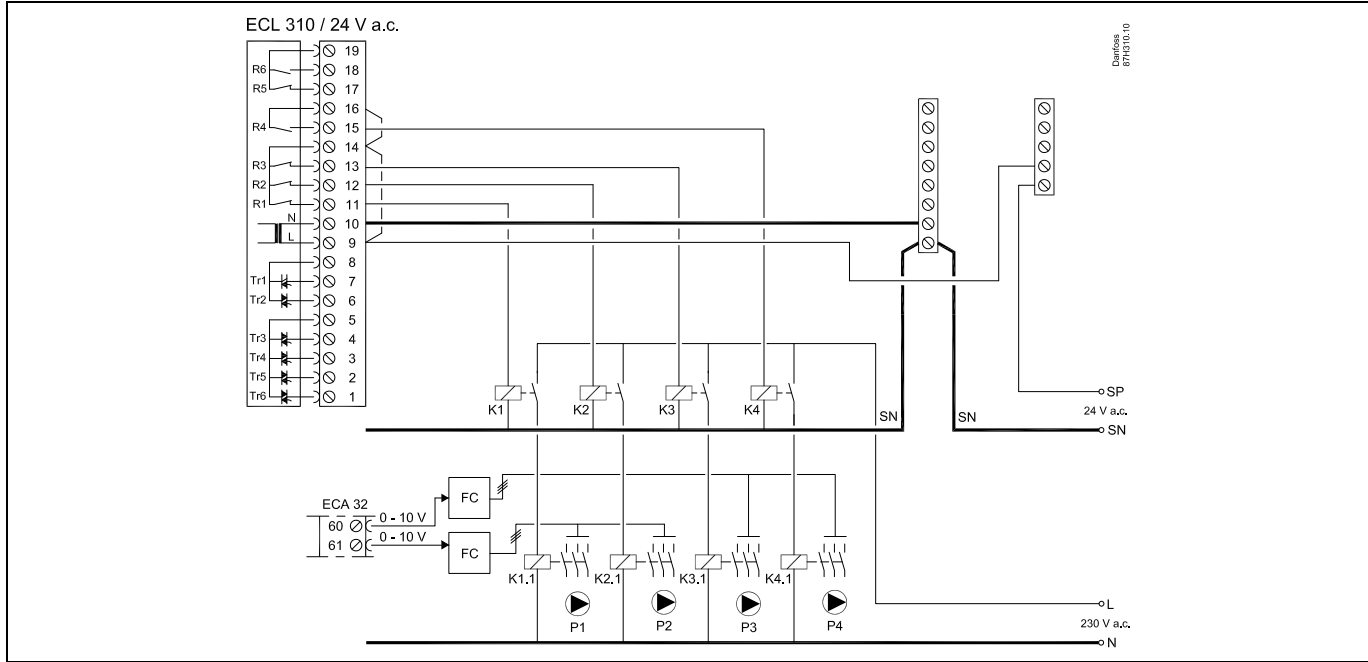 ECL 310 / 24 V a.c.
Danfoss
87H310.10
19
R6 18
R5 17
16
R4 15
14
R3 13
R2 12
R1 11
N 10
L 9
8
Tr1 7
Tr2 6
5
Tr3 4
Tr4 3
Tr5 2
Tr6 1
K1 K2 K3 K4
SN SN
SP
24 V a.c.
SN
ECA 32
60 0 - 10 V FC
61 0 - 10 V FC
K1.1 K2.1 K3.1 K4.1
P1 P2 P3 P4
L
230 V a.c.
N